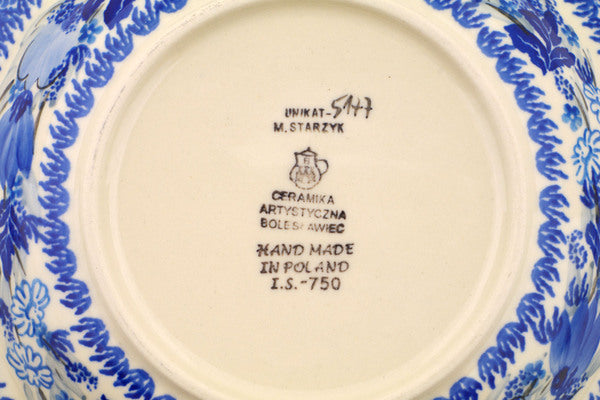 UNIKAT-5147
M. STARZYK
CERAMIKA
ARTYSTYCZNA
BOLESŁAWIEC
HAND MADE
IN POLAND
I.S.-750